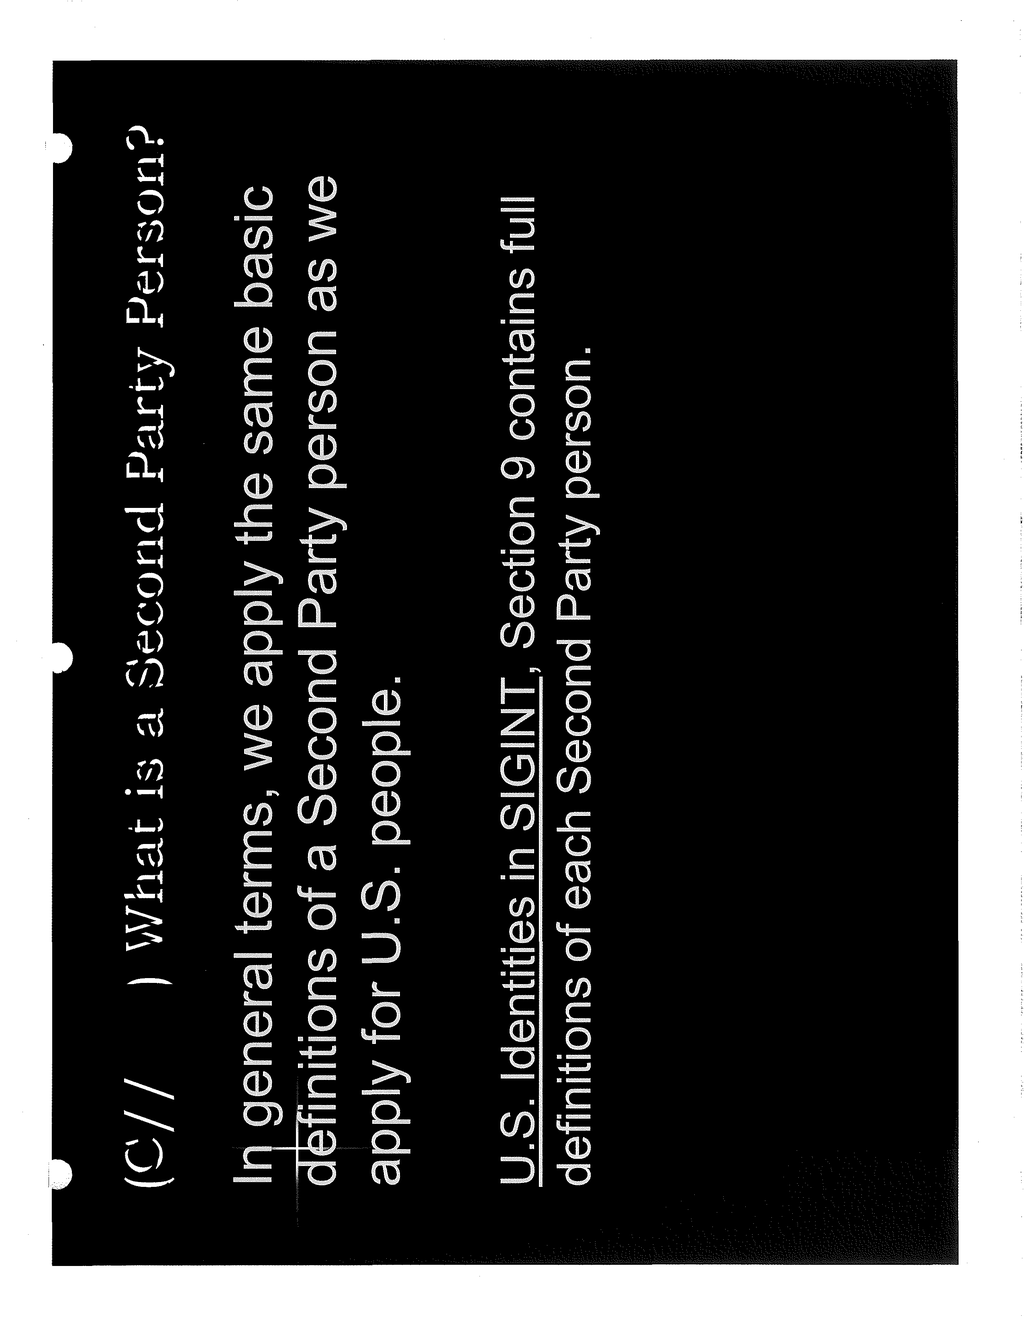 (C// ) What is a Second Party Person?
In general terms, we apply the same basic
definitions of a Second Party person as we
apply for U.S. people.
U.S. Identities in SIGINT, Section 9 contains full
definitions of each Second Party person.